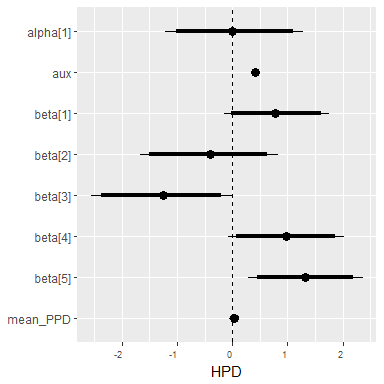 alpha[1]
aux
beta[1]
beta[2]
beta[3]
beta[4]
beta[5]
mean_PPD
-2 -1 0 1 2
HPD